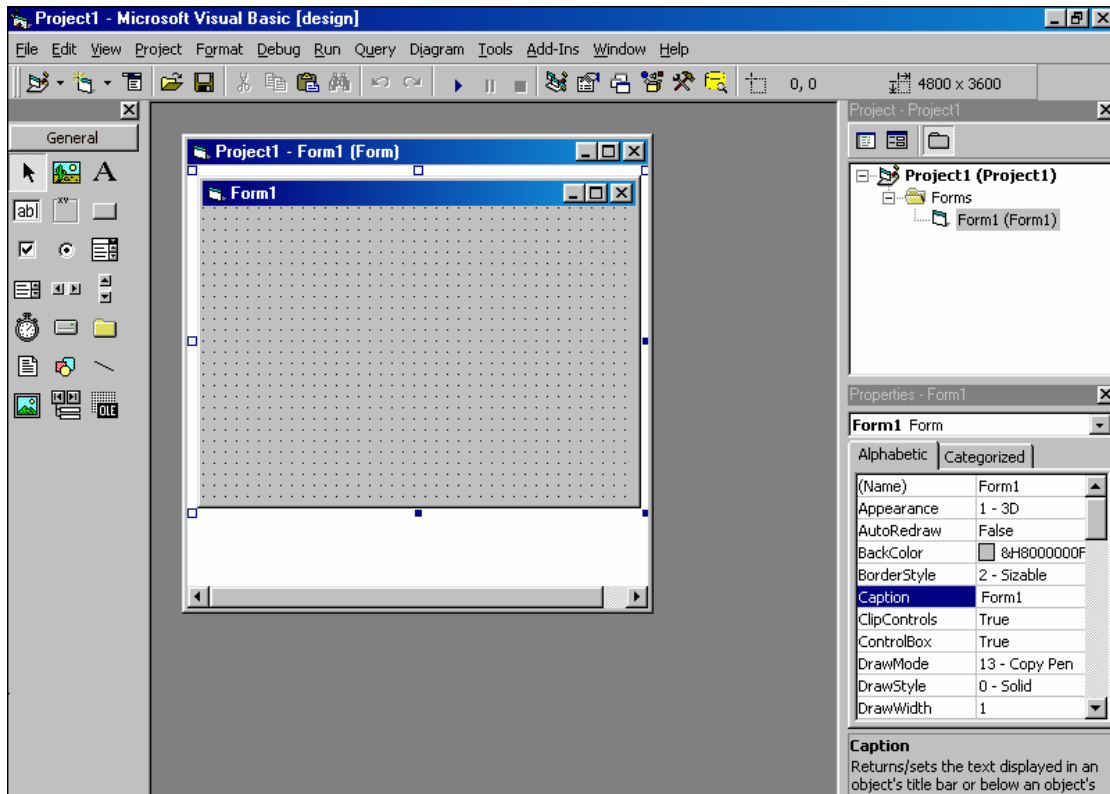 Project1 - Microsoft Visual Basic [design]
File Edit View Project Format Debug Run Query Diagram Tools Add-Ins Window Help
0, 0 4800 x 3600
General
A
ab|
XY
OLE
Project1 - Form1 (Form)
Form1
Project - Project1
Project1 (Project1)
Forms
Form1 (Form1)
Properties - Form1
Form1 Form
Alphabetic Categorized
(Name) Form1
Appearance 1 - 3D
AutoRedraw False
BackColor &H8000000F
BorderStyle 2 - Sizable
Caption Form1
ClipControls True
ControlBox True
DrawMode 13 - Copy Pen
DrawStyle 0 - Solid
DrawWidth 1
Caption
Returns/sets the text displayed in an
object's title bar or below an object's